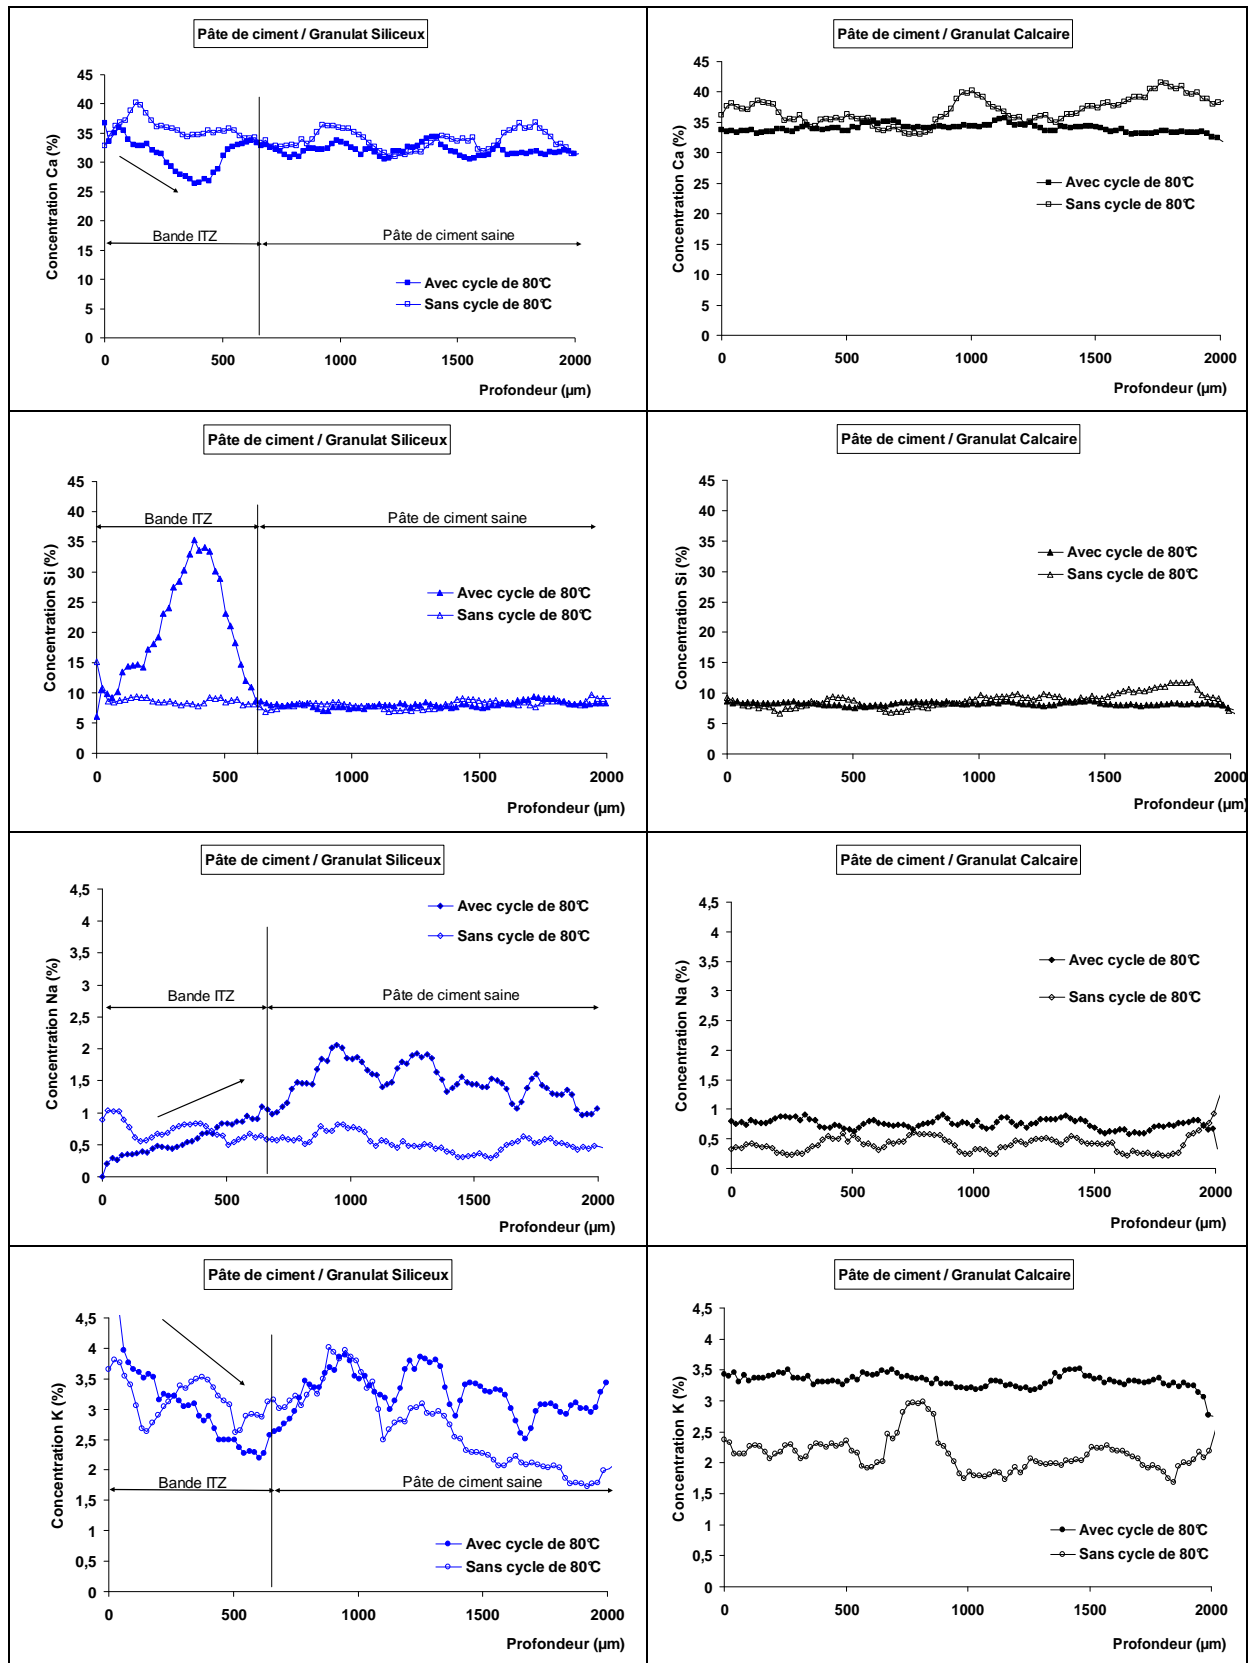 Pâte de ciment / Granulat Siliceux
Concentration Ca (%)
45
40
35
30
25
20
15
10
5
0
Bande ITZ
Pâte de ciment saine
Avec cycle de 80°C
Sans cycle de 80°C
0 500 1000 1500 2000
Profondeur (µm)
Pâte de ciment / Granulat Calcaire
Concentration Ca (%)
45
40
35
30
25
20
15
10
5
0
Avec cycle de 80°C
Sans cycle de 80°C
0 500 1000 1500 2000
Profondeur (µm)
Pâte de ciment / Granulat Siliceux
Concentration Si (%)
45
40
35
30
25
20
15
10
5
0
Bande ITZ
Pâte de ciment saine
Avec cycle de 80°C
Sans cycle de 80°C
0 500 1000 1500 2000
Profondeur (µm)
Pâte de ciment / Granulat Calcaire
Concentration Si (%)
45
40
35
30
25
20
15
10
5
0
Avec cycle de 80°C
Sans cycle de 80°C
0 500 1000 1500 2000
Profondeur (µm)
Pâte de ciment / Granulat Siliceux
Concentration Na (%)
4,5
4
3,5
3
2,5
2
1,5
1
0,5
0
Avec cycle de 80°C
Sans cycle de 80°C
Bande ITZ
Pâte de ciment saine
0 500 1000 1500 2000
Profondeur (µm)
Pâte de ciment / Granulat Calcaire
Concentration Na (%)
4,5
4
3,5
3
2,5
2
1,5
1
0,5
0
Avec cycle de 80°C
Sans cycle de 80°C
0 500 1000 1500 2000
Profondeur (µm)
Pâte de ciment / Granulat Siliceux
Concentration K (%)
4,5
4
3,5
3
2,5
2
1,5
1
0,5
0
Bande ITZ
Pâte de ciment saine
Avec cycle de 80°C
Sans cycle de 80°C
0 500 1000 1500 2000
Profondeur (µm)
Pâte de ciment / Granulat Calcaire
Concentration K (%)
4,5
4
3,5
3
2,5
2
1,5
1
0,5
0
Avec cycle de 80°C
Sans cycle de 80°C
0 500 1000 1500 2000
Profondeur (µm)